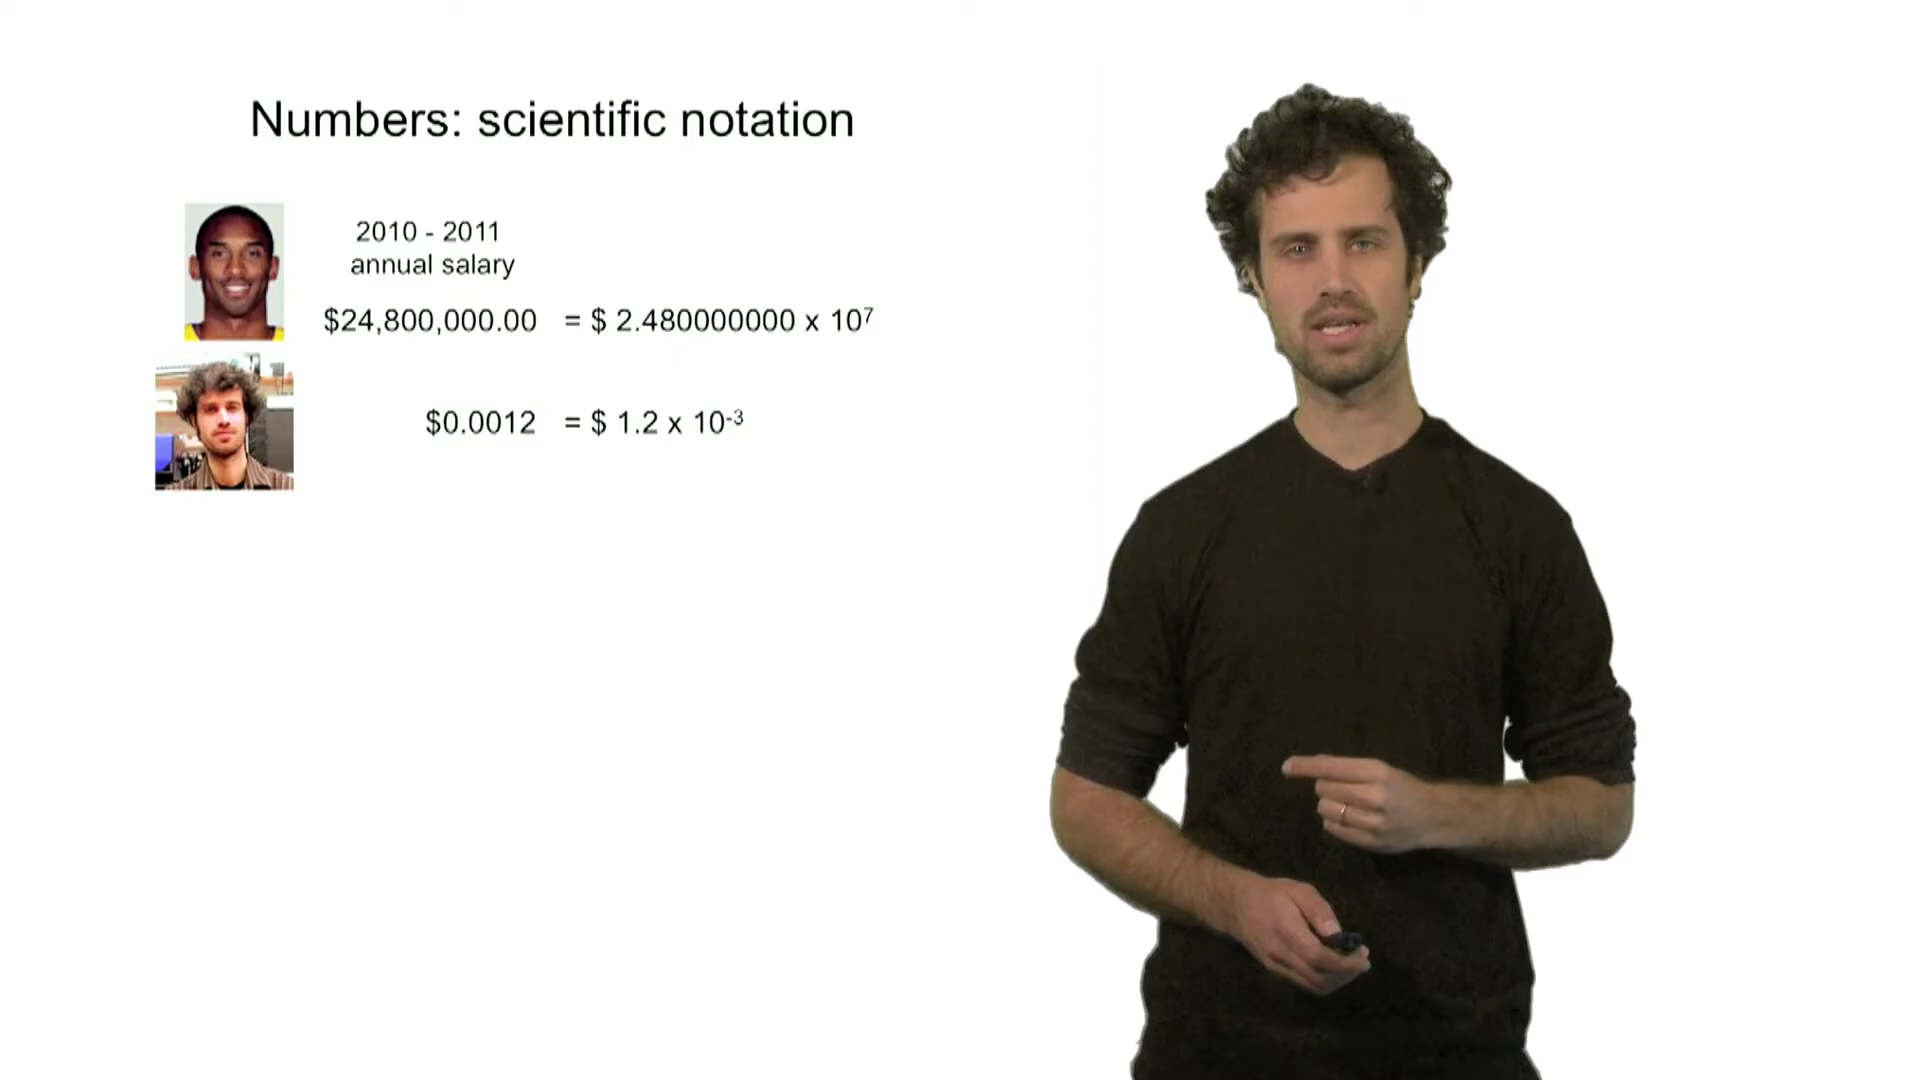 Numbers: scientific notation
2010 - 2011
annual salary
$24,800,000.00 = $ 2.480000000 x 10⁷
$0.0012 = $ 1.2 x 10⁻³